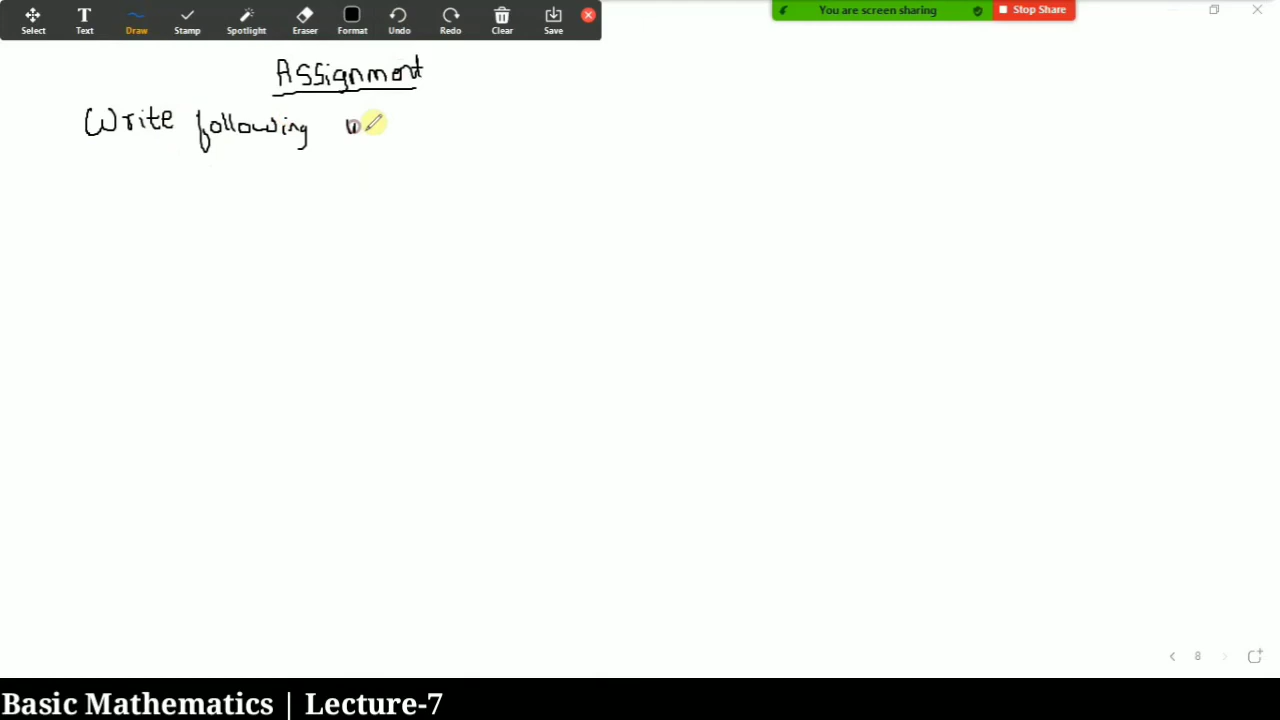 Select Text Draw Stamp Spotlight Eraser Format Undo Redo Clear Save
You are screen sharing Stop Share
Assignment
Write following
8
Basic Mathematics | Lecture-7